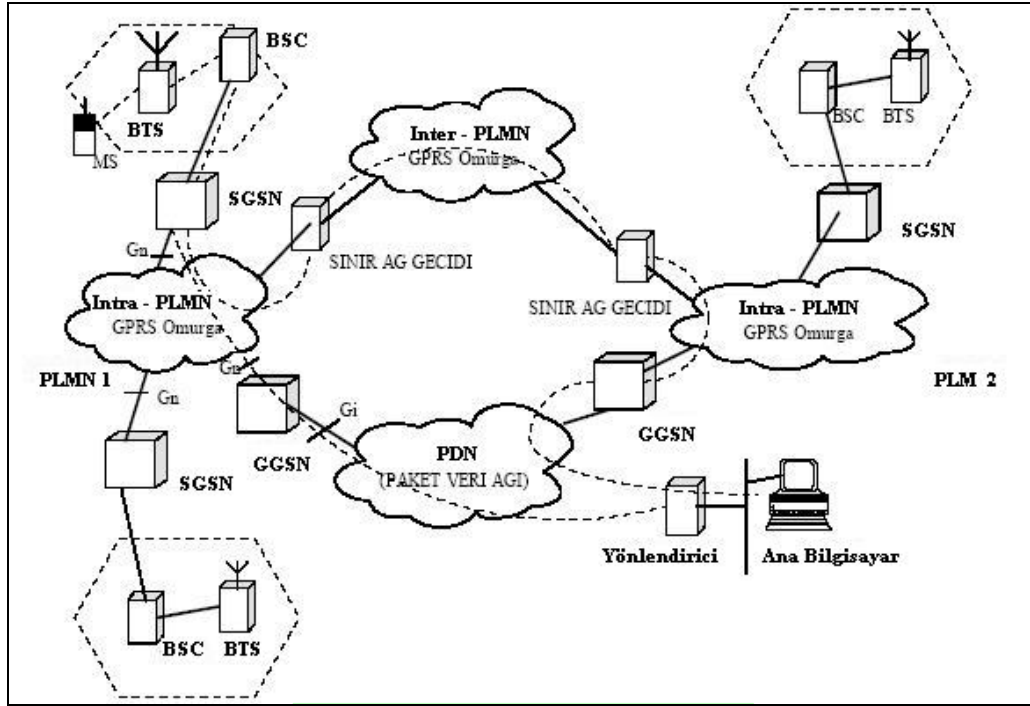 BSC
BTS
MS
SGSN
Gn
Inter - PLMN
GPRS Omurga
SINIR AG GECIDI
BSC
BTS
SGSN
SINIR AG GECIDI
Intra - PLMN
GPRS Omurga
PLMN 1
Gn
Gn
Intra - PLMN
GPRS Omurga
PLM 2
GGSN
Gi
GGSN
PDN
(PAKET VERI AGI)
SGSN
Yönlendirici
Ana Bilgisayar
BSC
BTS